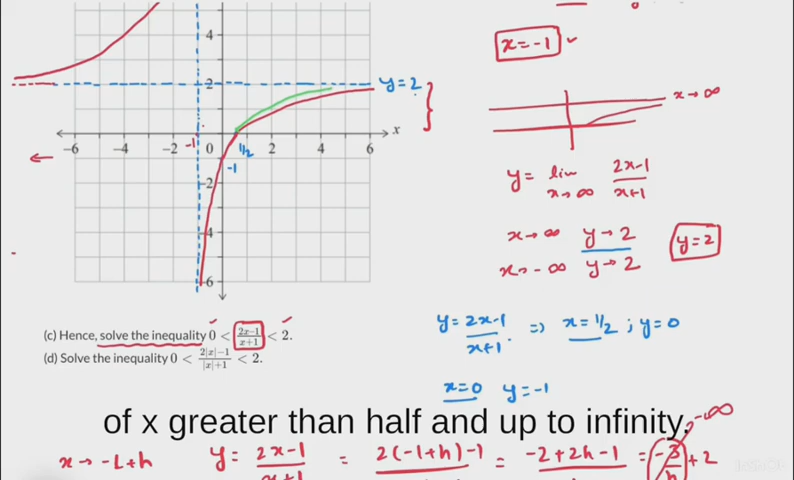 x=-1
4
2
y=2
x→∞
-1
1/2
x
-6 -4 -2 0 2 4 6
-1
-2
-4
-6
y = lim x→∞ 2x-1/x+1
x→∞ y→2
y=2
x→-∞ y→2
(c) Hence, solve the inequality 0 < 2x−1/x+1 < 2.
(d) Solve the inequality 0 < 2|x|−1/|x|+1 < 2.
y = 2x-1/x+1 ⇒ x=1/2 ; y=0
x=0 y=-1
of x greater than half and up to infinity,
-∞
x→-1+h y = 2x-1/x+1 = 2(-1+h)-1 = -2+2h-1 = -3/h +2